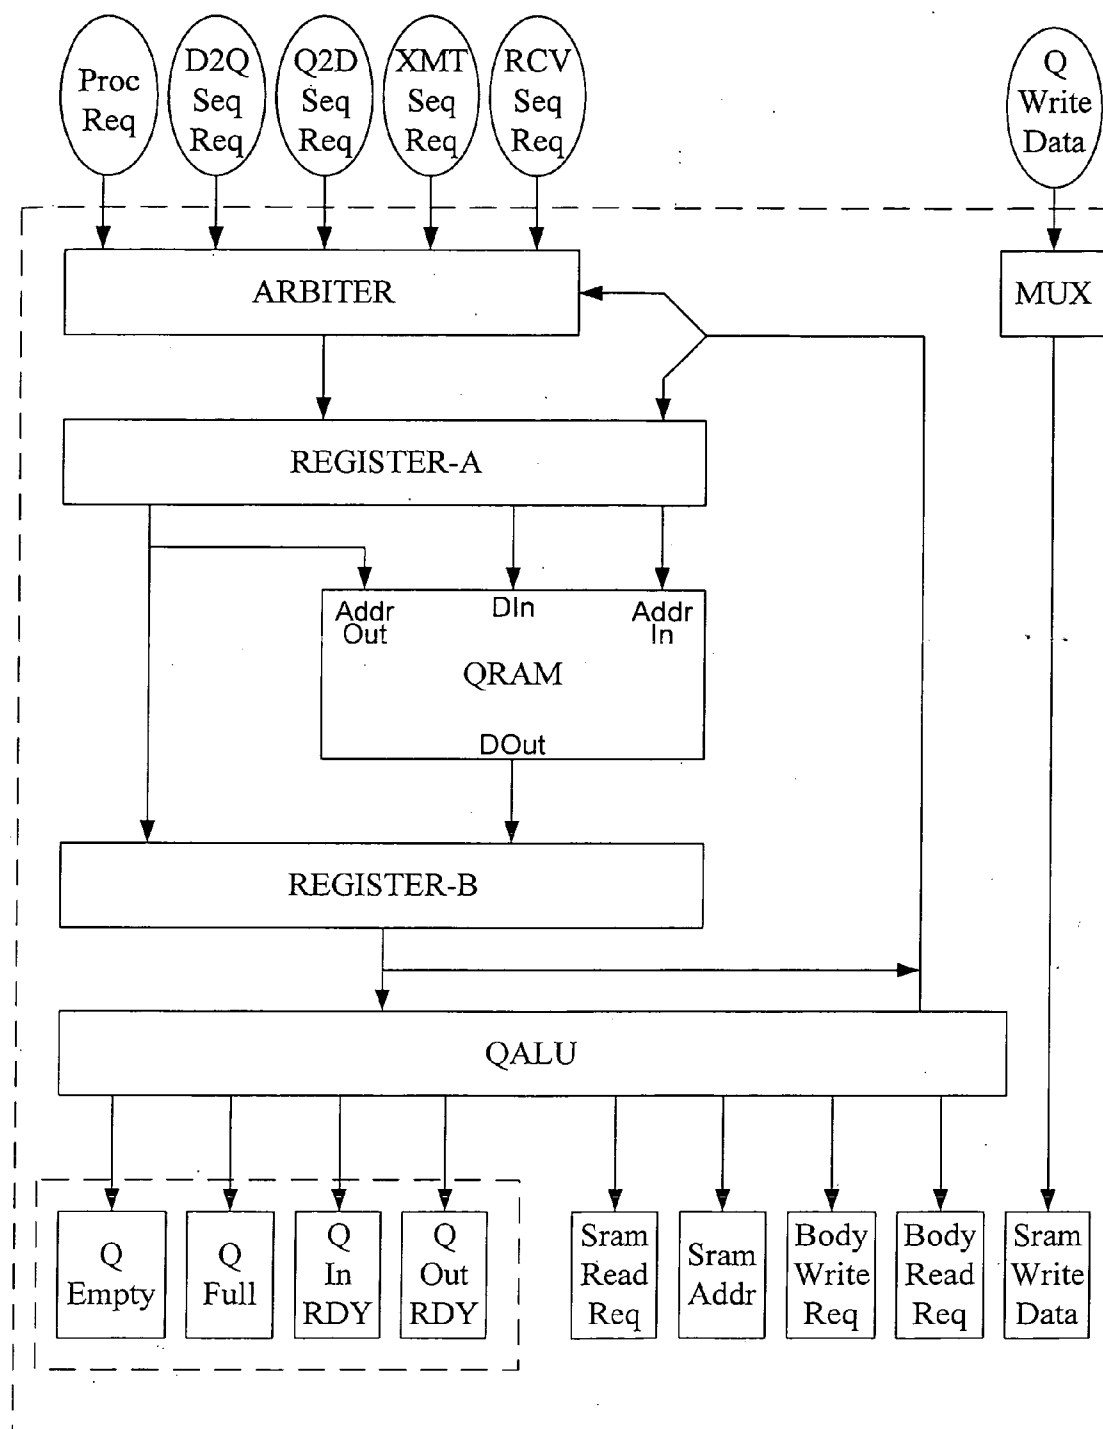 Proc
Req
D2Q
Seq
Req
Q2D
Seq
Req
XMT
Seq
Req
RCV
Seq
Req
Q
Write
Data
ARBITER
MUX
REGISTER-A
Addr
Out
DIn
Addr
In
QRAM
DOut
REGISTER-B
QALU
Q
Empty
Q
Full
Q
In
RDY
Q
Out
RDY
Sram
Read
Req
Sram
Addr
Body
Write
Req
Body
Read
Req
Sram
Write
Data